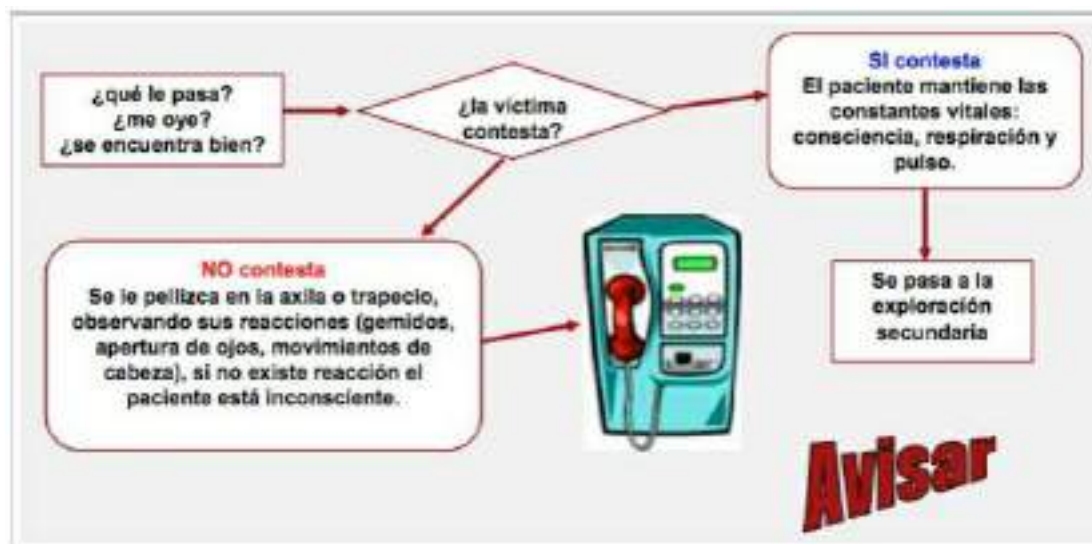 ¿qué le pasa?
¿me oye?
¿se encuentra bien?
¿la víctima
contesta?
SI contesta
El paciente mantiene las
constantes vitales:
consciencia, respiración y
pulso.
NO contesta
Se le pellizca en la axila o trapecio,
observando sus reacciones (gemidos,
apertura de ojos, movimientos de
cabeza), si no existe reacción el
paciente está inconsciente.
Se pasa a la
exploración
secundaria
Avisar